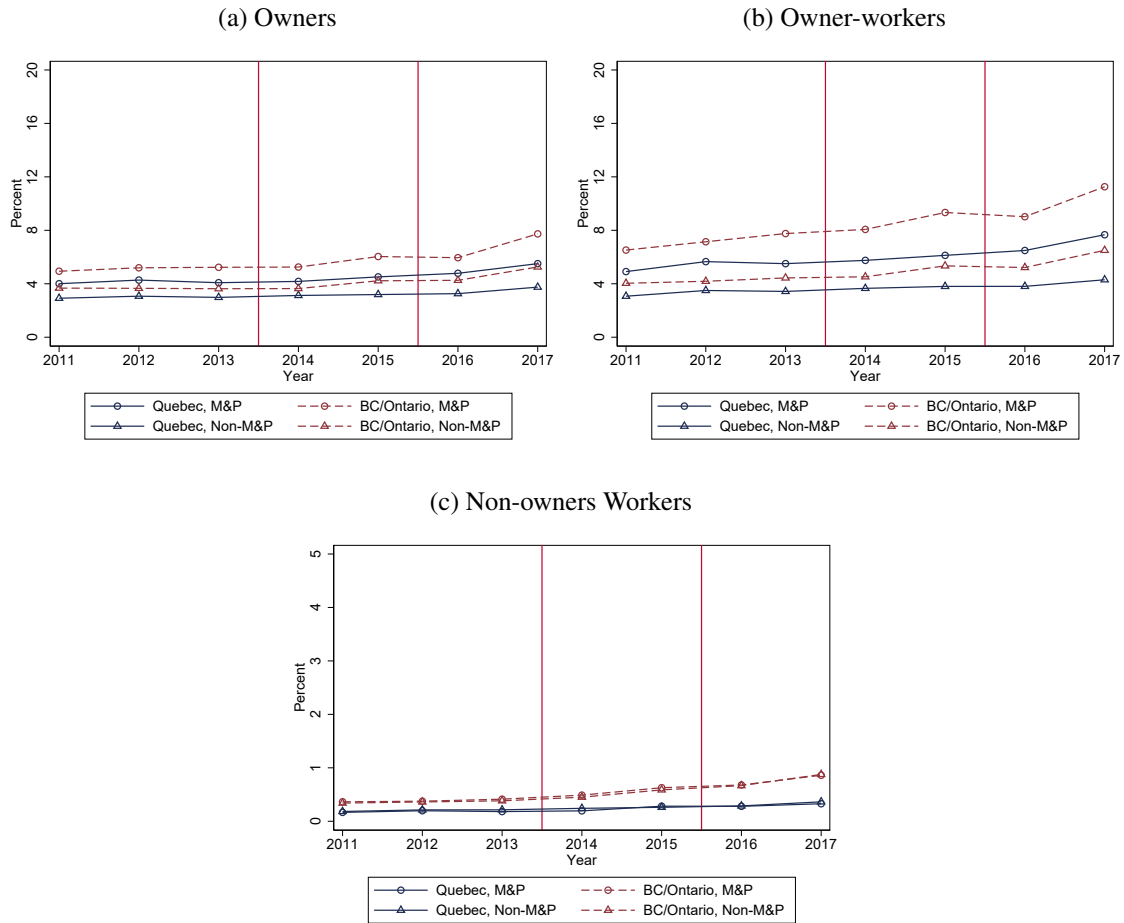 (a) Owners
Percent
20
16
12
8
4
0
2011 2012 2013 2014 2015 2016 2017
Year
Quebec, M&P BC/Ontario, M&P
Quebec, Non-M&P BC/Ontario, Non-M&P
(b) Owner-workers
Percent
20
16
12
8
4
0
2011 2012 2013 2014 2015 2016 2017
Year
Quebec, M&P BC/Ontario, M&P
Quebec, Non-M&P BC/Ontario, Non-M&P
(c) Non-owners Workers
Percent
5
4
3
2
1
0
2011 2012 2013 2014 2015 2016 2017
Year
Quebec, M&P BC/Ontario, M&P
Quebec, Non-M&P BC/Ontario, Non-M&P